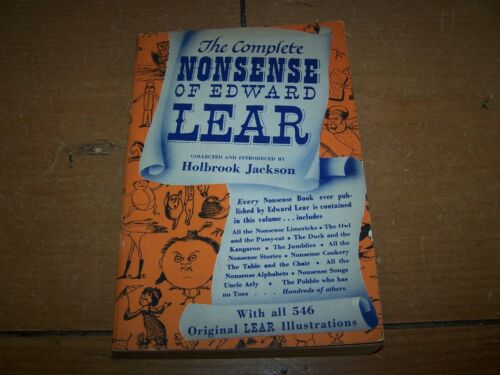 The Complete
NONSENSE
OF EDWARD
LEAR
COLLECTED AND INTRODUCED BY
Holbrook Jackson
Every Nonsense Book ever pub-
lished by Edward Lear is contained
in this volume . . . includes
All the Nonsense Limericks • The Owl
and the Pussy-cat • The Duck and the
Kangaroo • The Jumblies • All the
Nonsense Stories • Nonsense Cookery
The Table and the Chair • All the
Nonsense Alphabets • Nonsense Songs
Uncle Arly • The Pobble who has
no Toes . . . Hundreds of others.
With all 546
Original LEAR Illustrations